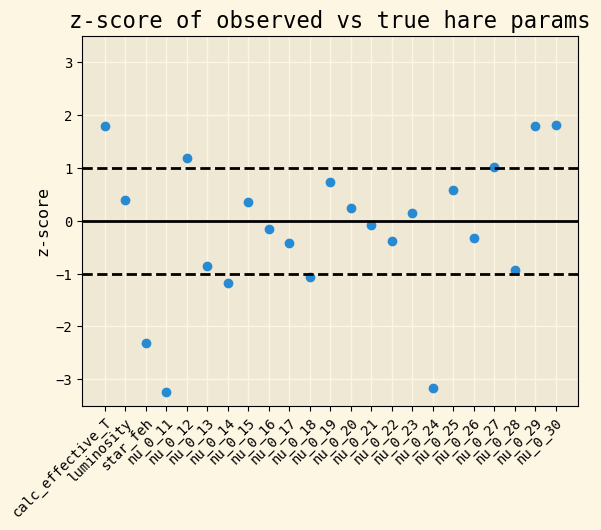 z-score of observed vs true hare params
z-score
3
2
1
0
−1
−2
−3
calc_effective_T
luminosity
star_feh
nu_0_11
nu_0_12
nu_0_13
nu_0_14
nu_0_15
nu_0_16
nu_0_17
nu_0_18
nu_0_19
nu_0_20
nu_0_21
nu_0_22
nu_0_23
nu_0_24
nu_0_25
nu_0_26
nu_0_27
nu_0_28
nu_0_29
nu_0_30